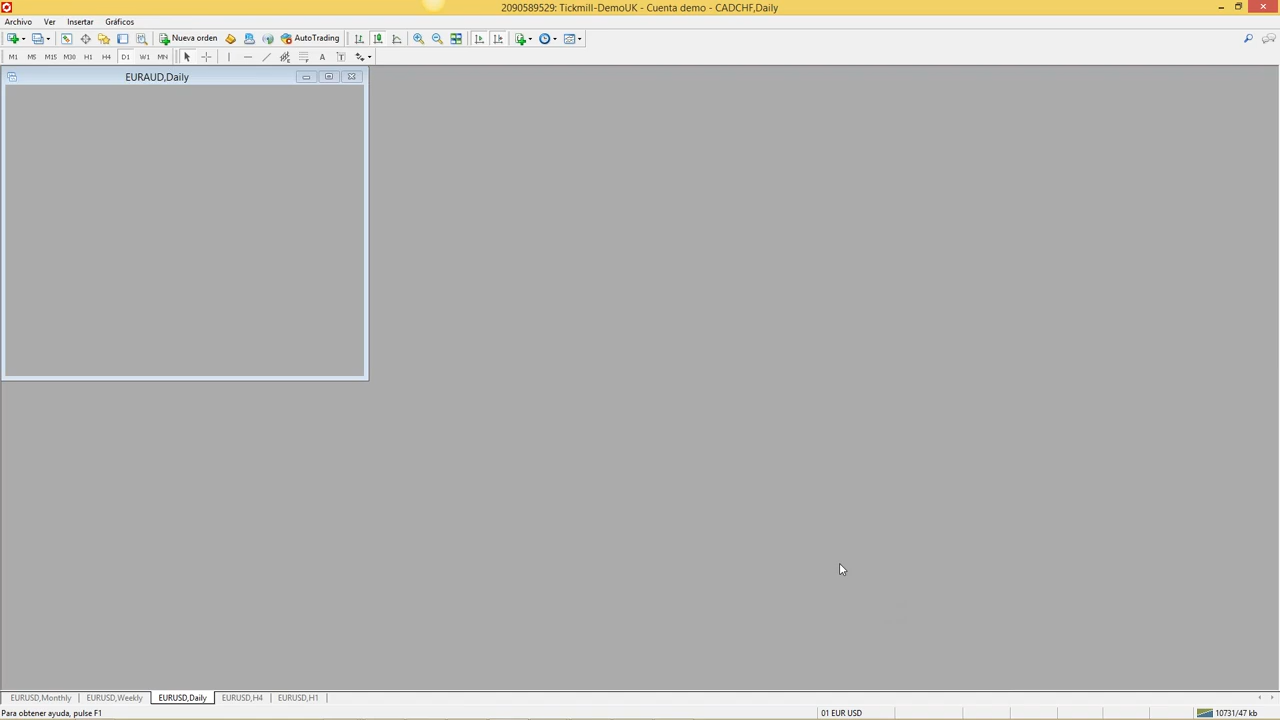 2090589529: Tickmill-DemoUK - Cuenta demo - CADCHF,Daily
Archivo Ver Insertar Gráficos
Nueva orden AutoTrading
M1 M5 M15 M30 H1 H4 D1 W1 MN A T
EURAUD,Daily
EURUSD,Monthly EURUSD,Weekly EURUSD,Daily EURUSD,H4 EURUSD,H1
Para obtener ayuda, pulse F1 01 EUR USD 10731/47 kb